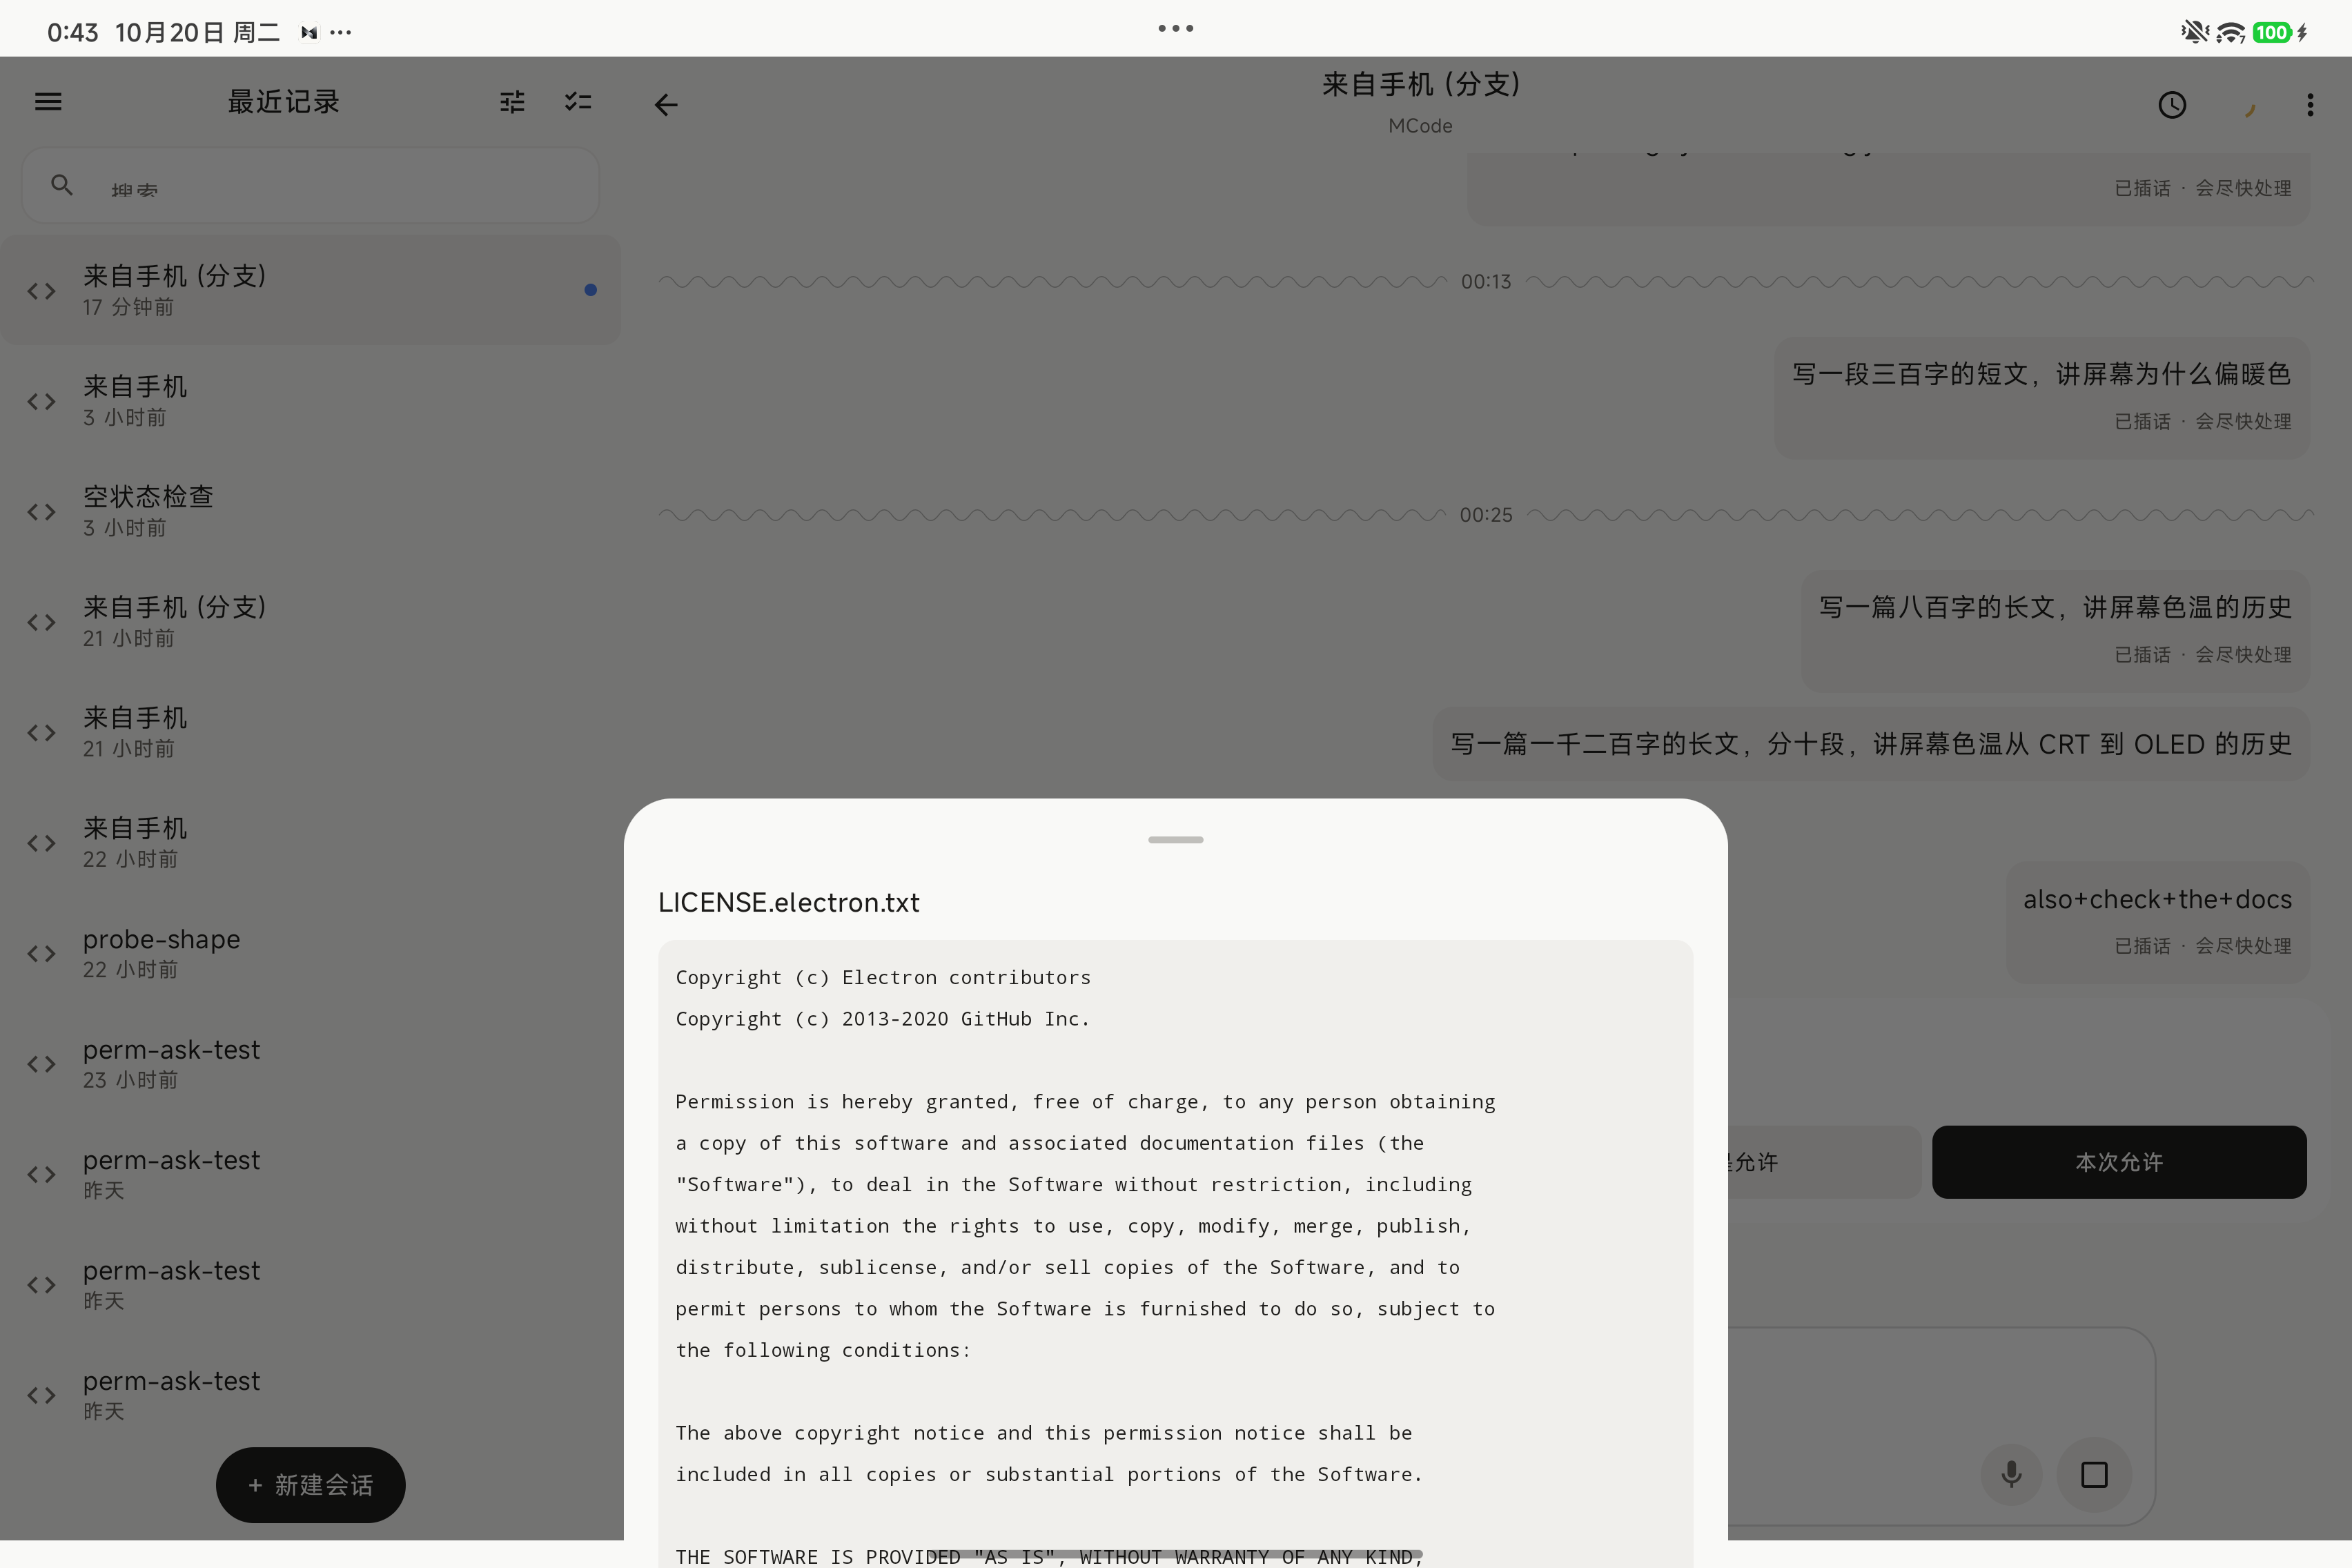 0:43 10月20日 周二
100
最近记录
搜索
来自手机 (分支)
17 分钟前
来自手机
3 小时前
空状态检查
3 小时前
来自手机 (分支)
21 小时前
来自手机
21 小时前
来自手机
22 小时前
probe-shape
22 小时前
perm-ask-test
23 小时前
perm-ask-test
昨天
perm-ask-test
昨天
perm-ask-test
昨天
+ 新建会话
来自手机 (分支)
MCode
已插话 · 会尽快处理
00:13
写一段三百字的短文，讲屏幕为什么偏暖色
已插话 · 会尽快处理
00:25
写一篇八百字的长文，讲屏幕色温的历史
已插话 · 会尽快处理
写一篇一千二百字的长文，分十段，讲屏幕色温从 CRT 到 OLED 的历史
also+check+the+docs
已插话 · 会尽快处理
允许
本次允许
LICENSE.electron.txt
Copyright (c) Electron contributors
Copyright (c) 2013-2020 GitHub Inc.
Permission is hereby granted, free of charge, to any person obtaining
a copy of this software and associated documentation files (the
"Software"), to deal in the Software without restriction, including
without limitation the rights to use, copy, modify, merge, publish,
distribute, sublicense, and/or sell copies of the Software, and to
permit persons to whom the Software is furnished to do so, subject to
the following conditions:
The above copyright notice and this permission notice shall be
included in all copies or substantial portions of the Software.
THE SOFTWARE IS PROVIDED "AS IS", WITHOUT WARRANTY OF ANY KIND,